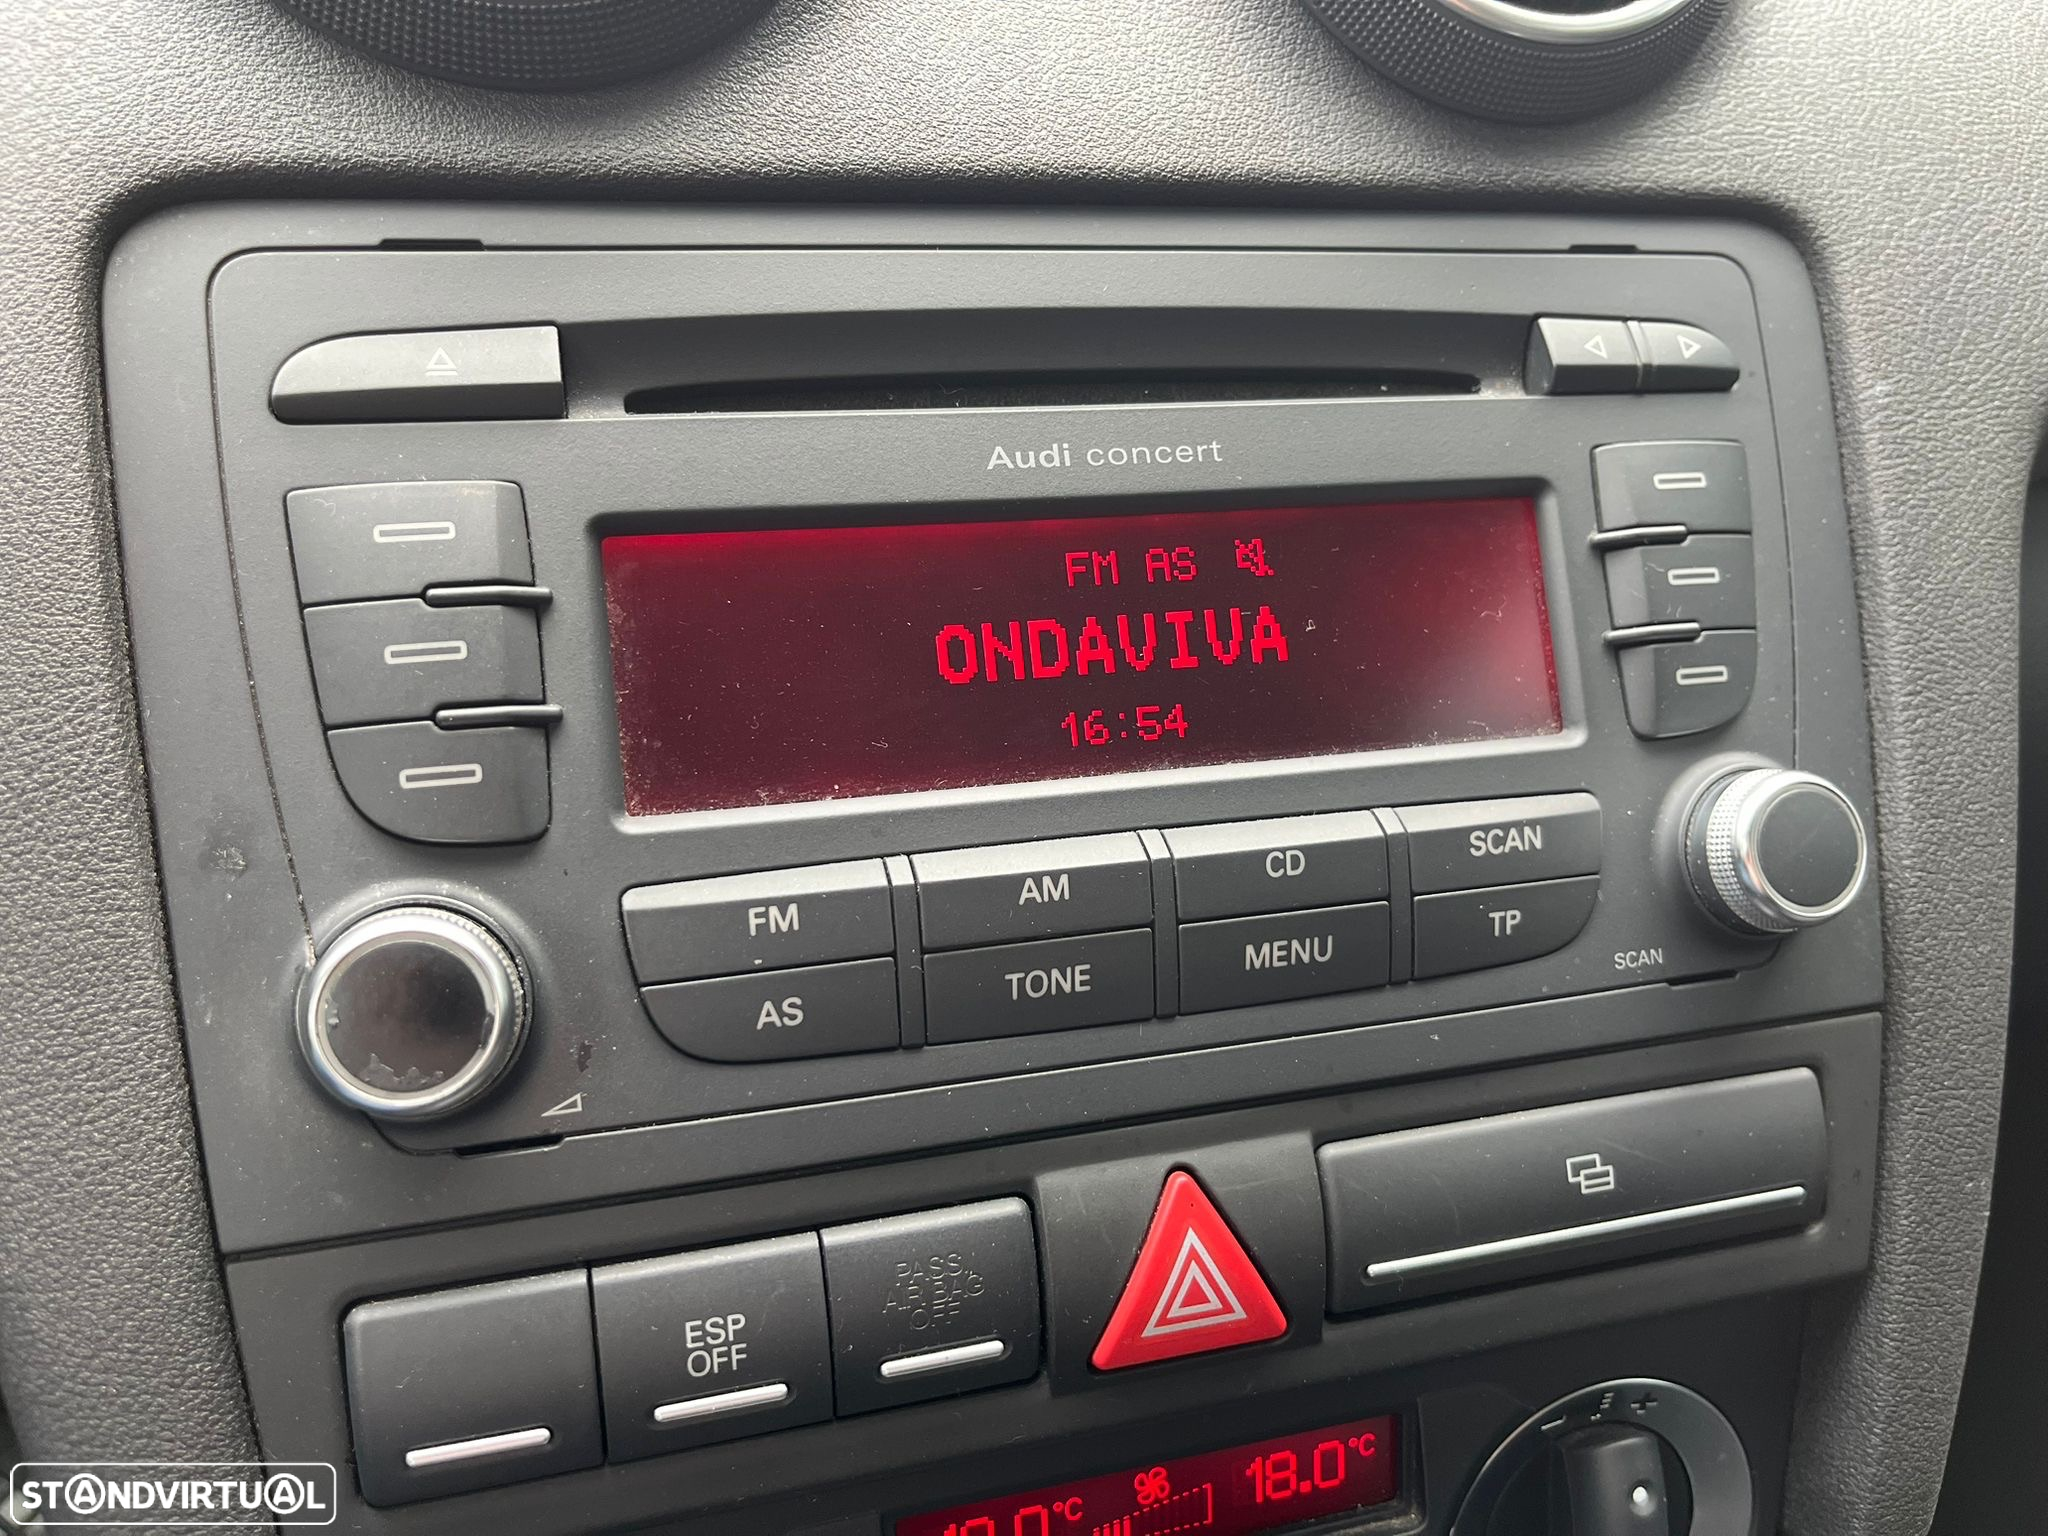 Audi concert
FM AS
ONDAVIVA
16:54
FM
AM
CD
SCAN
AS
TONE
MENU
TP
SCAN
ESP
OFF
PASS.
AIR BAG
OFF
18.0°C
°C
STANDVIRTUAL